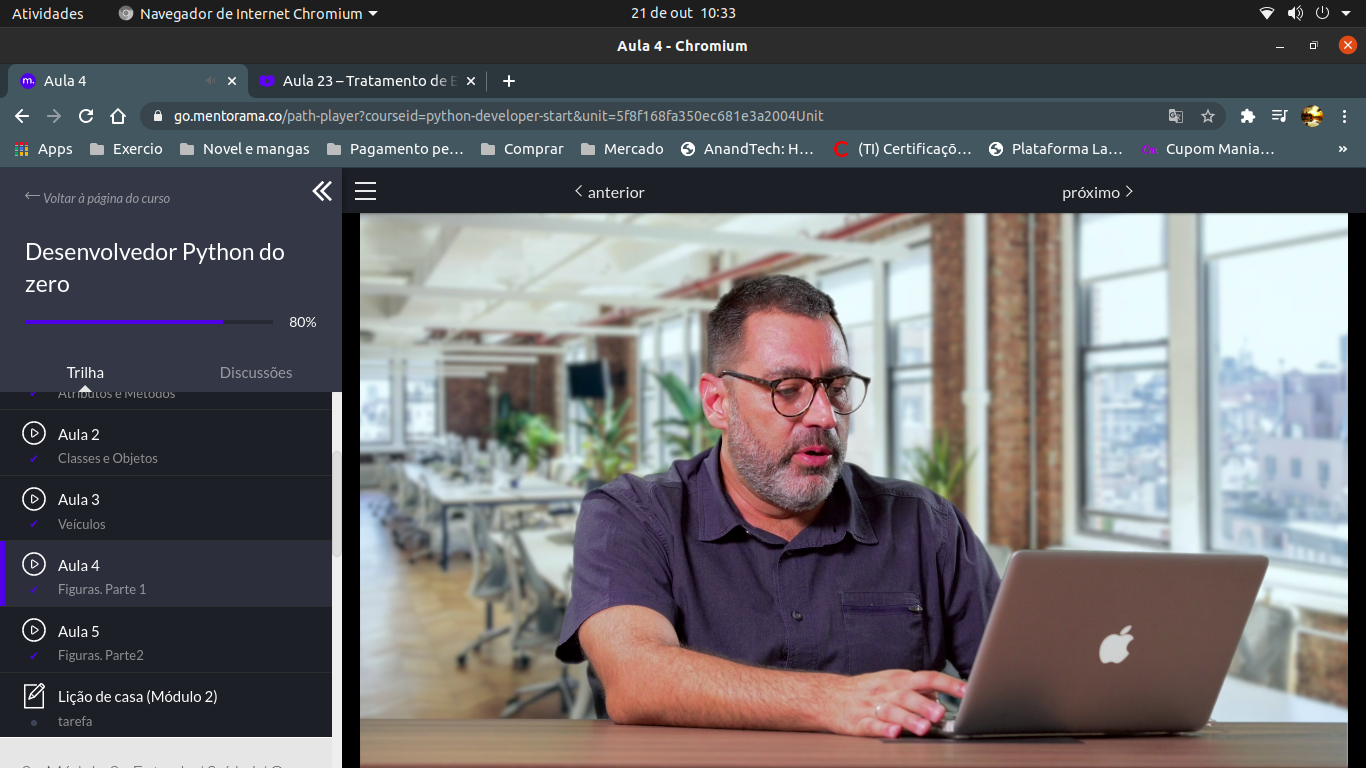 Atividades
Navegador de Internet Chromium
21 de out 10:33
Aula 4 - Chromium
m. Aula 4
Aula 23 – Tratamento de E
go.mentorama.co/path-player?courseid=python-developer-start&unit=5f8f168fa350ec681e3a2004Unit
Apps Exercio Novel e mangas Pagamento pe… Comprar Mercado AnandTech: H… (TI) Certificaçõ… Plataforma La… Cupom Mania…
Voltar à página do curso
anterior
próximo
Desenvolvedor Python do
zero
80%
Trilha Discussões
Atributos e Métodos
Aula 2
Classes e Objetos
Aula 3
Veículos
Aula 4
Figuras. Parte 1
Aula 5
Figuras. Parte2
Lição de casa (Módulo 2)
tarefa